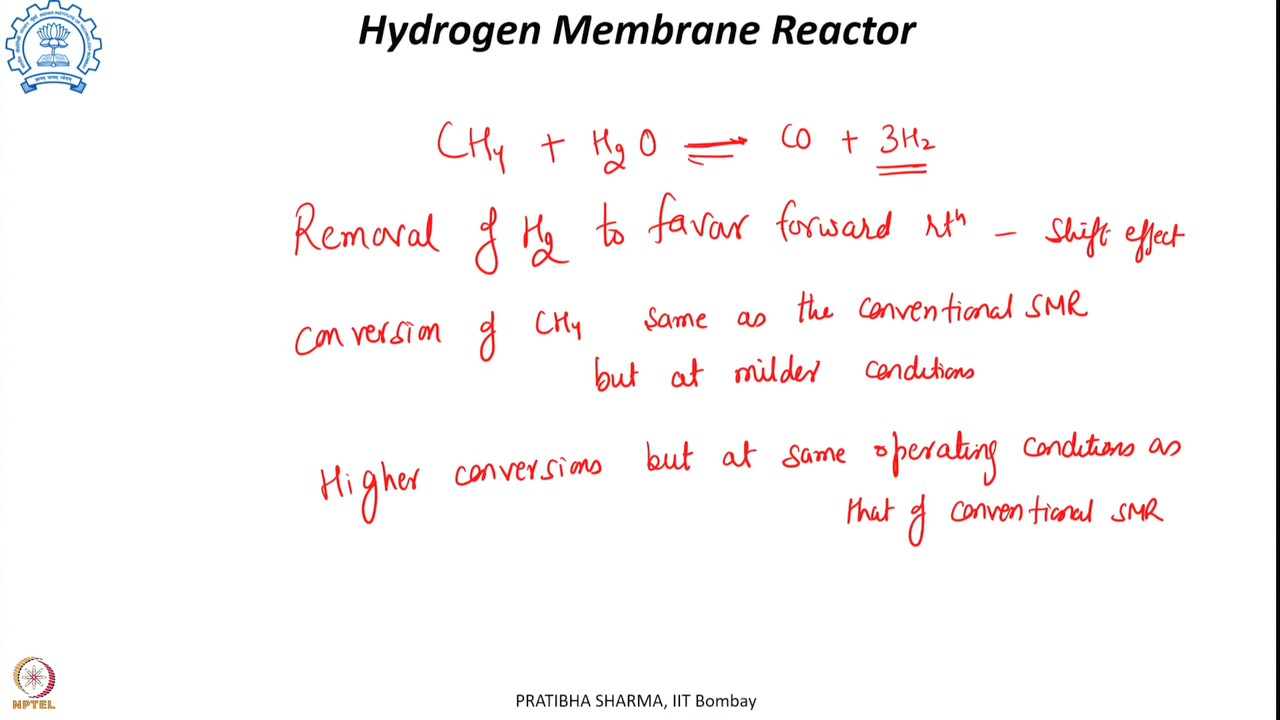 Hydrogen Membrane Reactor
CH4 + H2O ⇌ CO + 3H2
Removal of H2 to favar forward rxn – shift effect
conversion of CH4 same as the conventional SMR
but at milder conditions
Higher conversions but at same operating conditions as
that of conventional SMR
NPTEL
PRATIBHA SHARMA, IIT Bombay